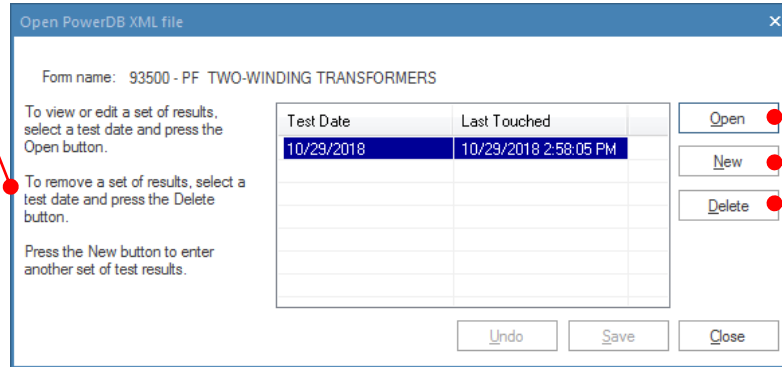 Open PowerDB XML file
Form name: 93500 - PF TWO-WINDING TRANSFORMERS
To view or edit a set of results,
select a test date and press the
Open button.
To remove a set of results, select a
test date and press the Delete
button.
Press the New button to enter
another set of test results.
Test Date Last Touched
10/29/2018 10/29/2018 2:58:05 PM
Open
New
Delete
Undo Save Close